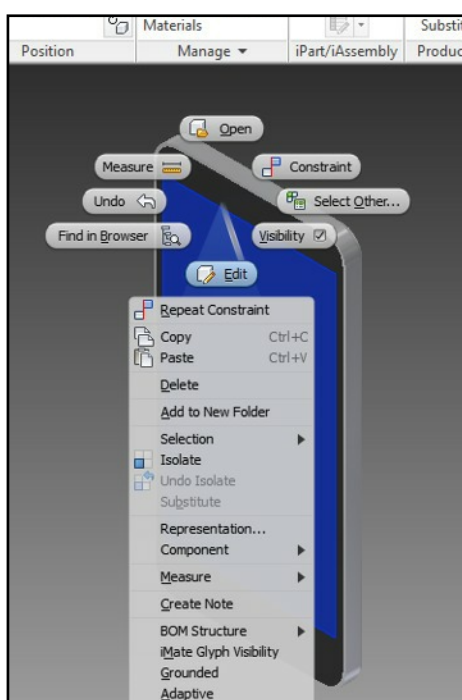 Materials
Position
Manage
iPart/iAssembly
Open
Measure
Constraint
Undo
Select Other...
Find in Browser
Visibility
Edit
Repeat Constraint
Copy Ctrl+C
Paste Ctrl+V
Delete
Add to New Folder
Selection
Isolate
Undo Isolate
Substitute
Representation...
Component
Measure
Create Note
BOM Structure
iMate Glyph Visibility
Grounded
Adaptive